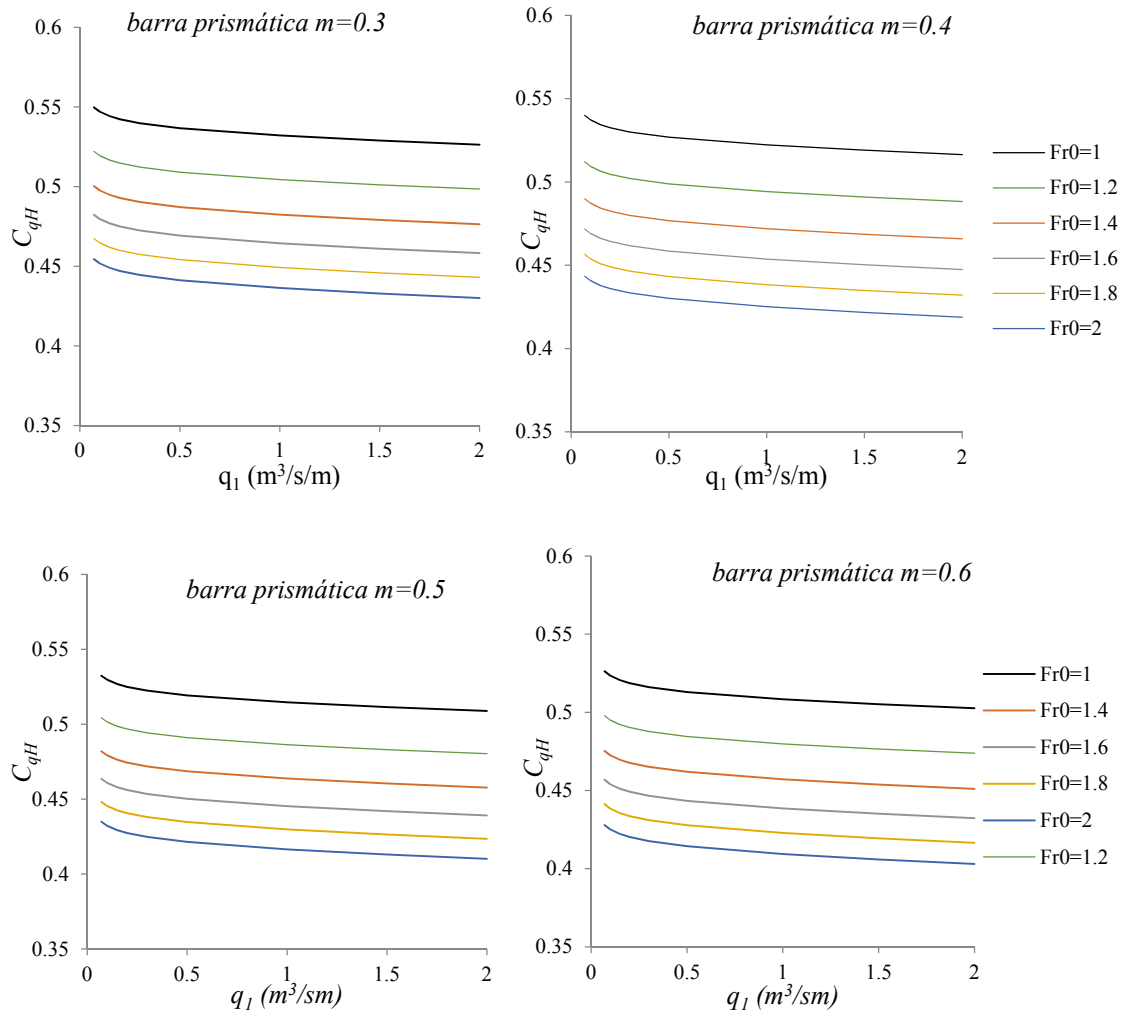 barra prismática m=0.3
0.6
0.55
0.5
0.45
0.4
0.35
C_qH
0
0.5
1
1.5
2
q₁ (m³/s/m)
barra prismática m=0.4
0.6
0.55
0.5
0.45
0.4
0.35
C_qH
0
0.5
1
1.5
2
q₁ (m³/s/m)
Fr0=1
Fr0=1.2
Fr0=1.4
Fr0=1.6
Fr0=1.8
Fr0=2
barra prismática m=0.5
0.6
0.55
0.5
0.45
0.4
0.35
C_qH
0
0.5
1
1.5
2
q₁ (m³/sm)
barra prismática m=0.6
0.6
0.55
0.5
0.45
0.4
0.35
C_qH
0
0.5
1
1.5
2
q₁ (m³/sm)
Fr0=1
Fr0=1.4
Fr0=1.6
Fr0=1.8
Fr0=2
Fr0=1.2